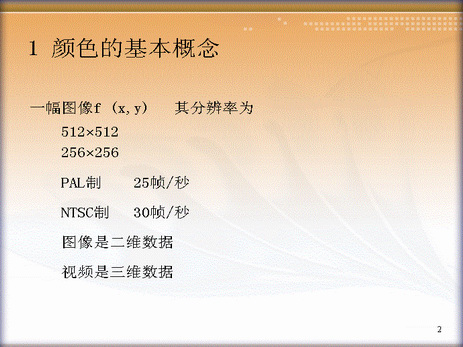 1 颜色的基本概念
一幅图像f (x,y) 其分辨率为
512×512
256×256
PAL制 25帧/秒
NTSC制 30帧/秒
图像是二维数据
视频是三维数据
2